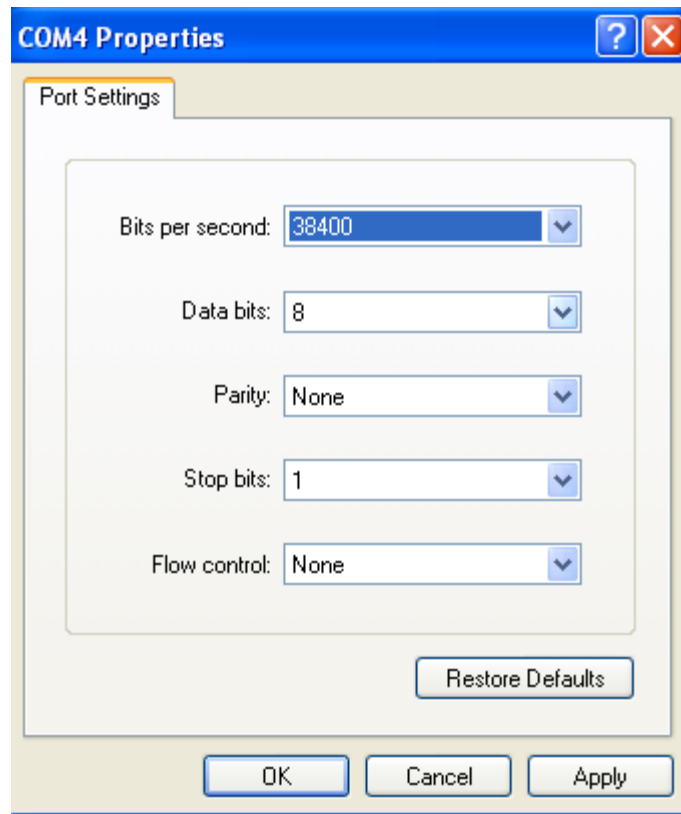 COM4 Properties
Port Settings
Bits per second: 38400
Data bits: 8
Parity: None
Stop bits: 1
Flow control: None
Restore Defaults
OK Cancel Apply